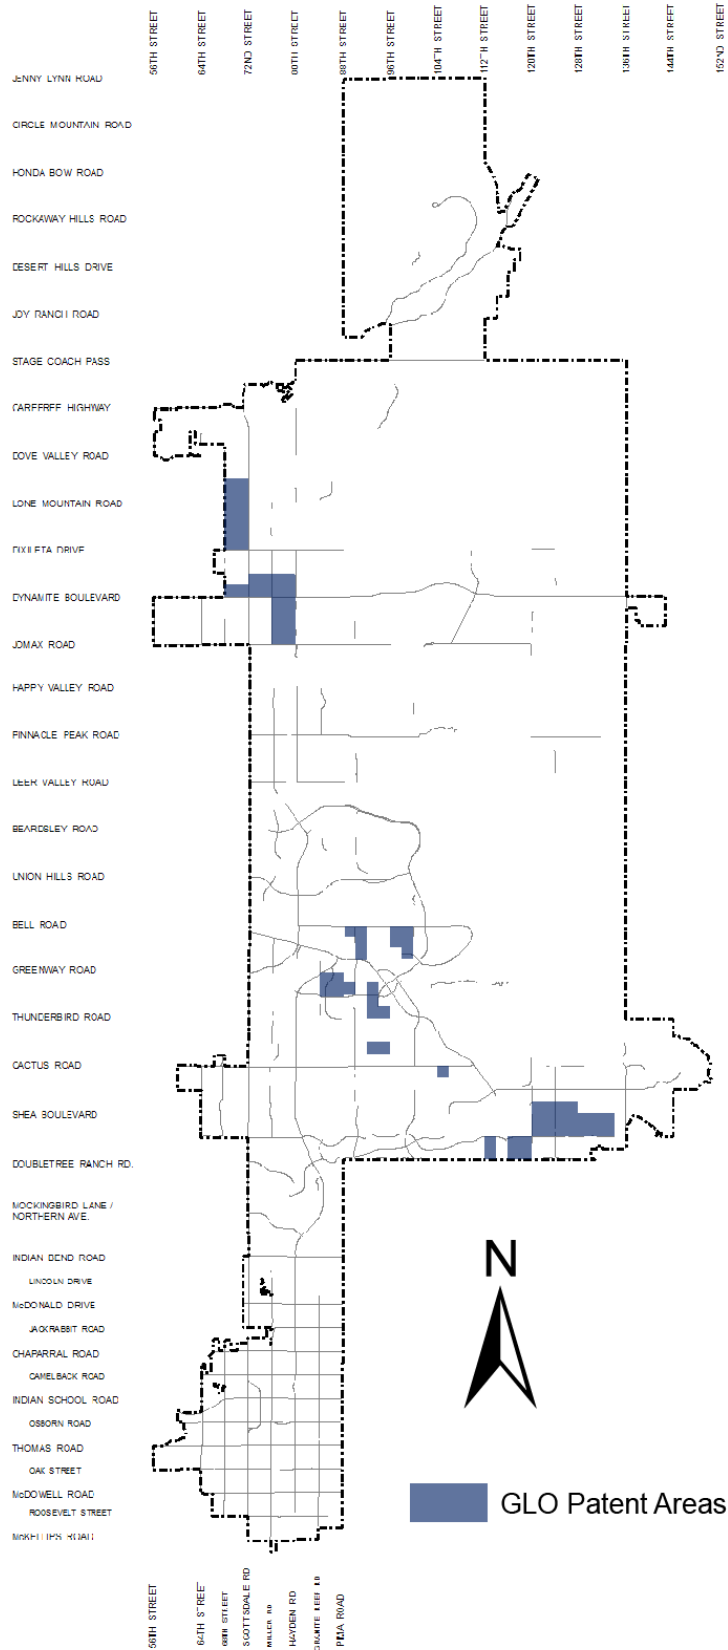 56TH STREET
64TH STREET
72ND STREET
80TH STREET
88TH STREET
96TH STREET
104TH STREET
112TH STREET
120TH STREET
128TH STREET
136TH STREET
144TH STREET
152ND STREET
JENNY LYNN ROAD
CIRCLE MOUNTAIN ROAD
HONDA BOW ROAD
ROCKAWAY HILLS ROAD
DESERT HILLS DRIVE
JOY RANCH ROAD
STAGE COACH PASS
CAREFREE HIGHWAY
DOVE VALLEY ROAD
LONE MOUNTAIN ROAD
DIXILETA DRIVE
DYNAMITE BOULEVARD
JOMAX ROAD
HAPPY VALLEY ROAD
PINNACLE PEAK ROAD
DEER VALLEY ROAD
BEARDSLEY ROAD
UNION HILLS ROAD
BELL ROAD
GREENWAY ROAD
THUNDERBIRD ROAD
CACTUS ROAD
SHEA BOULEVARD
DOUBLETREE RANCH RD.
MOCKINGBIRD LANE /
NORTHERN AVE.
INDIAN BEND ROAD
LINCOLN DRIVE
McDONALD DRIVE
JACKRABBIT ROAD
CHAPARRAL ROAD
CAMELBACK ROAD
INDIAN SCHOOL ROAD
OSBORN ROAD
THOMAS ROAD
OAK STREET
McDOWELL ROAD
ROOSEVELT STREET
McKELLIPS ROAD
N
GLO Patent Areas
56TH STREET
64TH STREET
68TH STREET
SCOTTSDALE RD
MILLER RD
HAYDEN RD
GRANITE REEF RD
PIMA ROAD